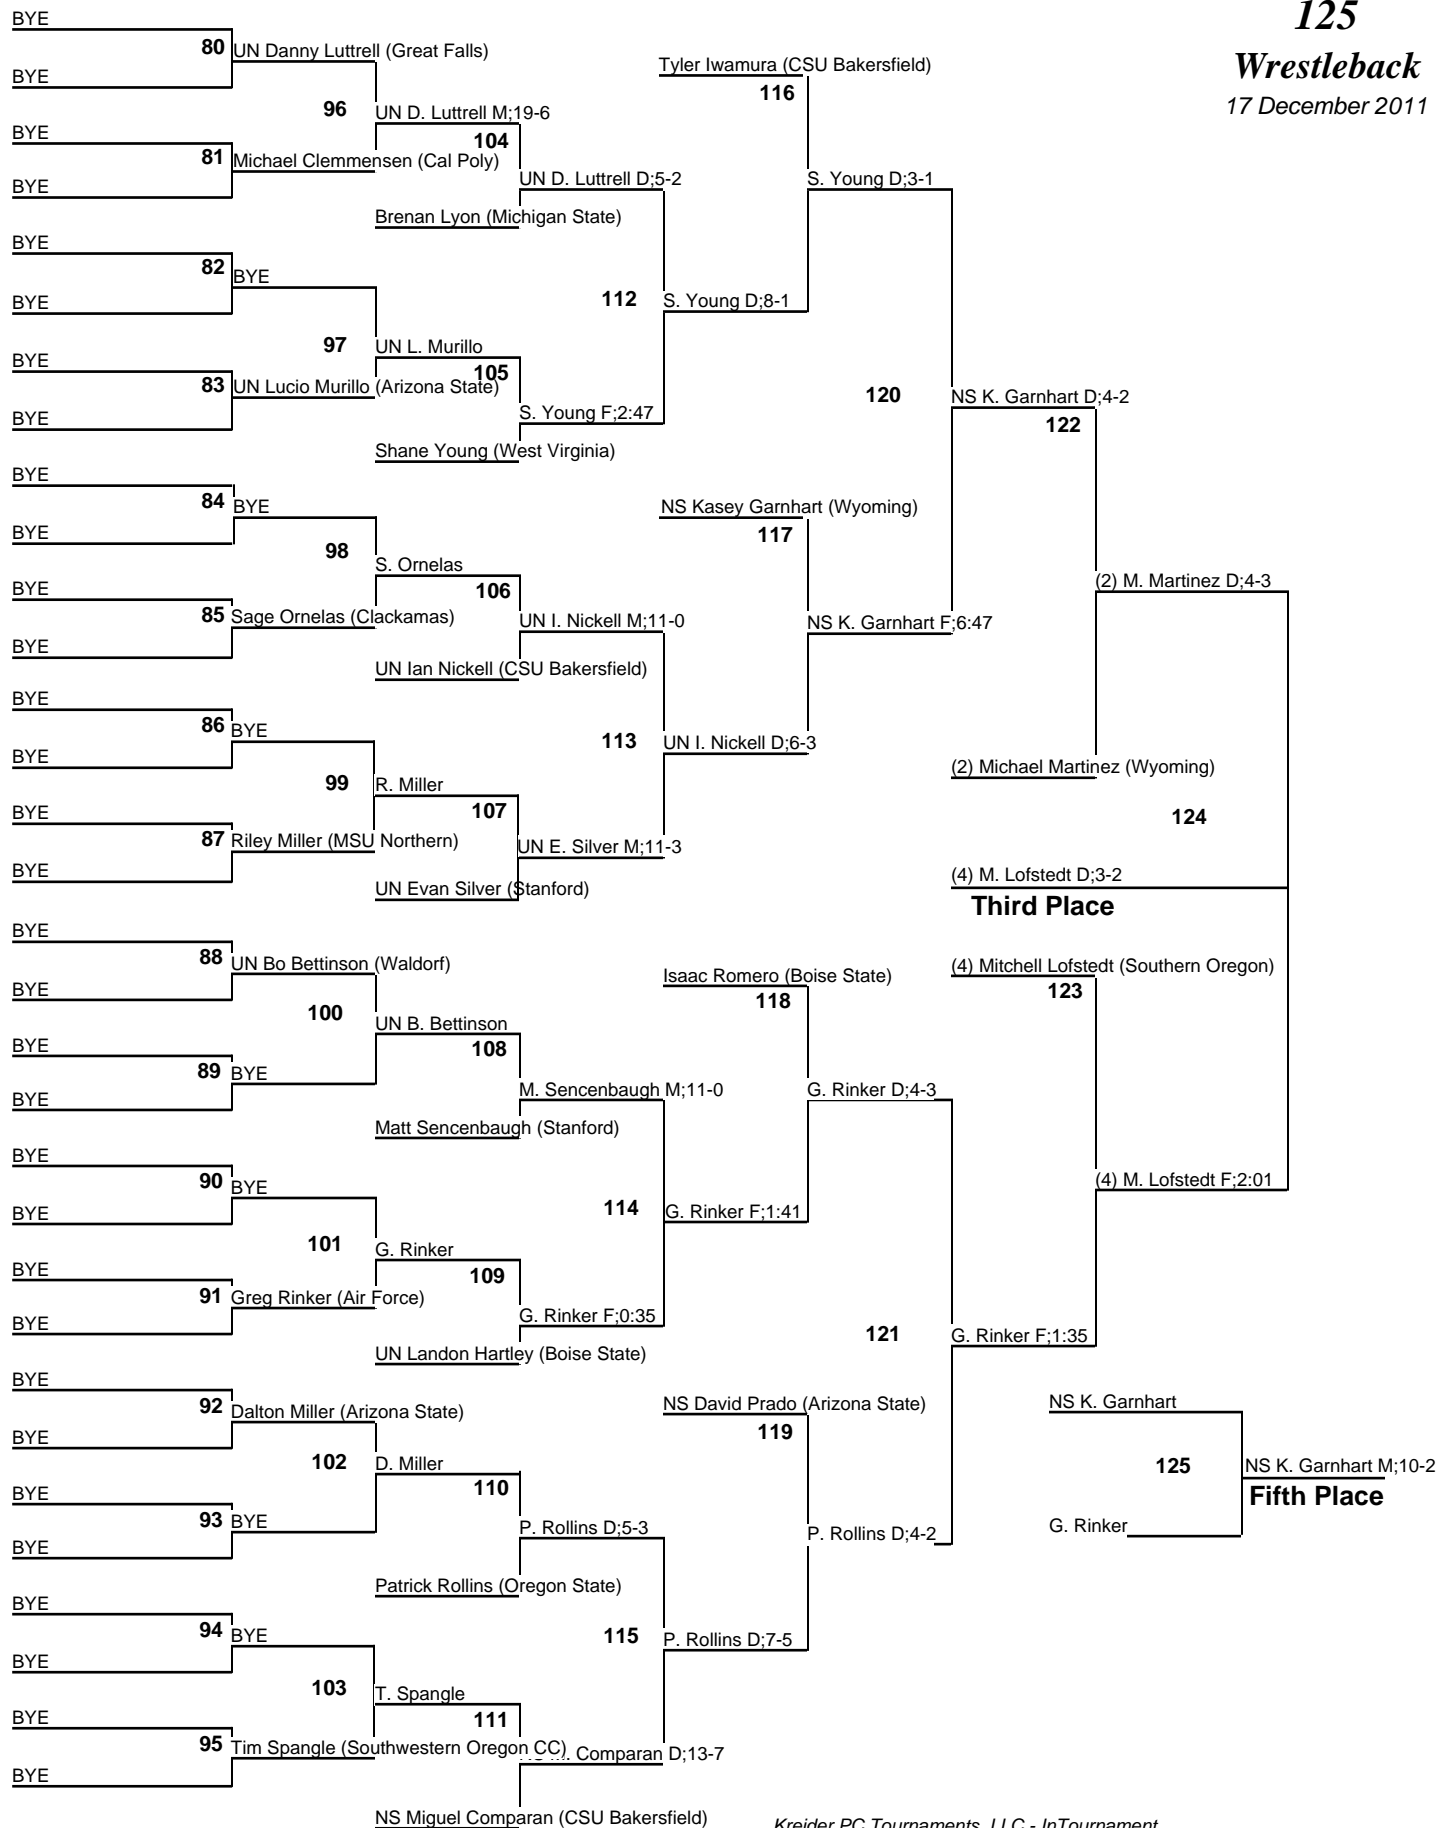 125
Wrestleback
17 December 2011
BYE
80
BYE
UN Danny Luttrell (Great Falls)
96
BYE
81
BYE
Michael Clemmensen (Cal Poly)
UN D. Luttrell M;19-6
104
Brenan Lyon (Michigan State)
UN D. Luttrell D;5-2
BYE
82
BYE
BYE
97
BYE
83
BYE
UN Lucio Murillo (Arizona State)
UN L. Murillo
105
Shane Young (West Virginia)
S. Young F;2:47
112
S. Young D;8-1
Tyler Iwamura (CSU Bakersfield)
116
S. Young D;3-1
BYE
84
BYE
BYE
98
BYE
85
BYE
Sage Ornelas (Clackamas)
S. Ornelas
106
UN Ian Nickell (CSU Bakersfield)
UN I. Nickell M;11-0
BYE
86
BYE
BYE
99
BYE
87
BYE
Riley Miller (MSU Northern)
R. Miller
107
UN Evan Silver (Stanford)
UN E. Silver M;11-3
113
UN I. Nickell D;6-3
NS Kasey Garnhart (Wyoming)
117
NS K. Garnhart F;6:47
120
NS K. Garnhart D;4-2
122
(2) Michael Martinez (Wyoming)
(2) M. Martinez D;4-3
124
(4) M. Lofstedt D;3-2
Third Place
BYE
88
BYE
UN Bo Bettinson (Waldorf)
100
BYE
89
BYE
BYE
UN B. Bettinson
108
Matt Sencenbaugh (Stanford)
M. Sencenbaugh M;11-0
BYE
90
BYE
BYE
101
BYE
91
BYE
Greg Rinker (Air Force)
G. Rinker
109
UN Landon Hartley (Boise State)
G. Rinker F;0:35
114
G. Rinker F;1:41
Isaac Romero (Boise State)
118
G. Rinker D;4-3
BYE
92
BYE
Dalton Miller (Arizona State)
102
BYE
93
BYE
BYE
D. Miller
110
Patrick Rollins (Oregon State)
P. Rollins D;5-3
BYE
94
BYE
BYE
103
BYE
95
BYE
Tim Spangle (Southwestern Oregon CC)
T. Spangle
111
NS Miguel Comparan (CSU Bakersfield)
Comparan D;13-7
115
P. Rollins D;7-5
NS David Prado (Arizona State)
119
P. Rollins D;4-2
121
G. Rinker F;1:35
(4) Mitchell Lofstedt (Southern Oregon)
123
(4) M. Lofstedt F;2:01
NS K. Garnhart
125
G. Rinker
NS K. Garnhart M;10-2
Fifth Place
Kreider PC Tournaments, LLC - InTournament